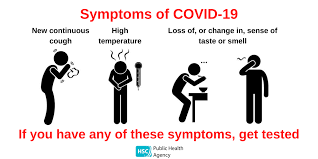 Symptoms of COVID-19
New continuous
cough
High
temperature
Loss of, or change in, sense of
taste or smell
If you have any of these symptoms, get tested
HSC Public Health
Agency